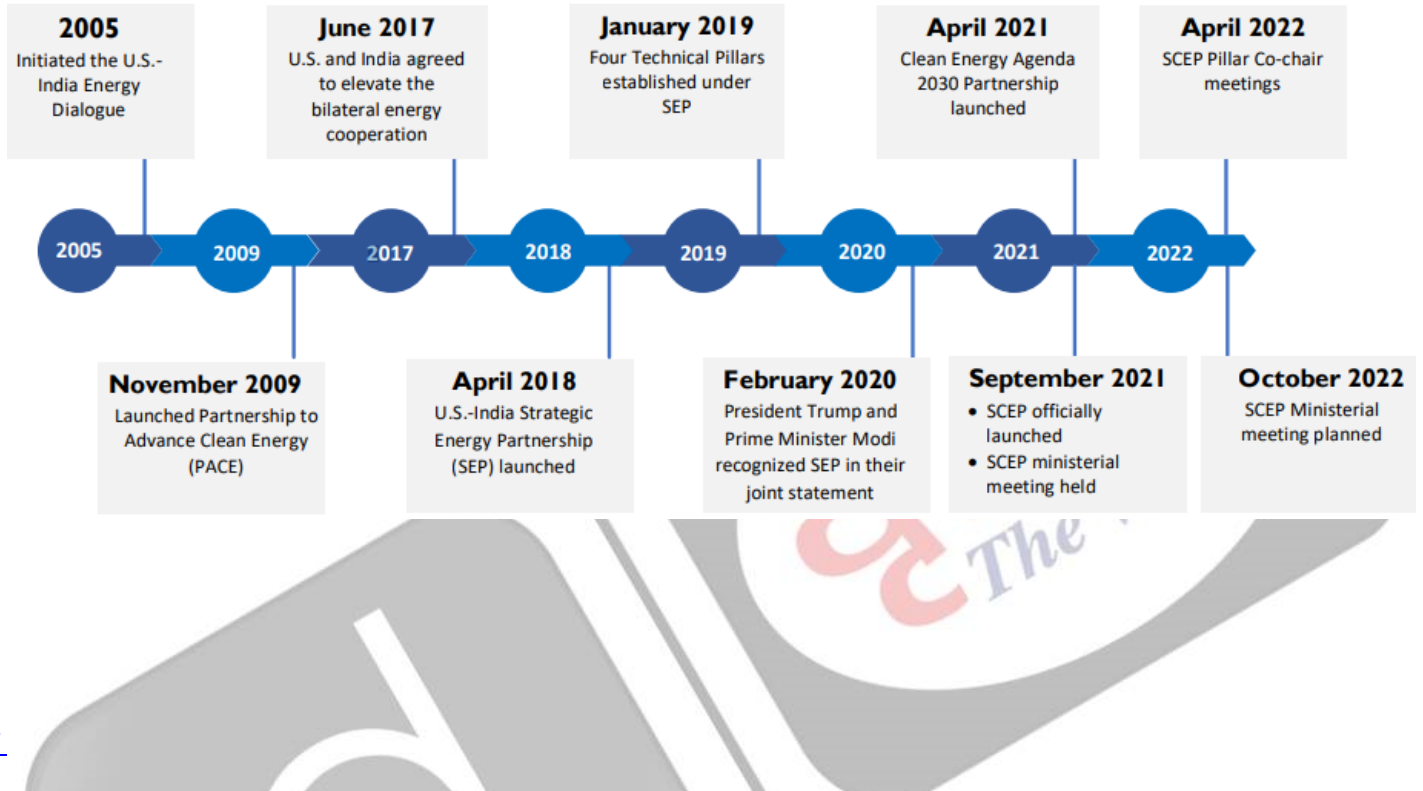 2005
Initiated the U.S.-
India Energy
Dialogue
June 2017
U.S. and India agreed
to elevate the
bilateral energy
cooperation
January 2019
Four Technical Pillars
established under
SEP
April 2021
Clean Energy Agenda
2030 Partnership
launched
April 2022
SCEP Pillar Co-chair
meetings
2005
2009
2017
2018
2019
2020
2021
2022
November 2009
Launched Partnership to
Advance Clean Energy
(PACE)
April 2018
U.S.-India Strategic
Energy Partnership
(SEP) launched
February 2020
President Trump and
Prime Minister Modi
recognized SEP in their
joint statement
September 2021
• SCEP officially
launched
• SCEP ministerial
meeting held
October 2022
SCEP Ministerial
meeting planned
The